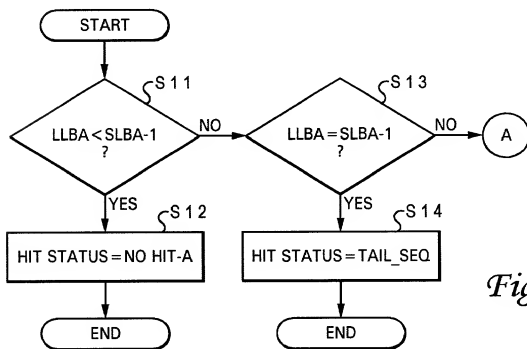 START
S11
LLBA<SLBA-1
?
NO
S13
LLBA=SLBA-1
?
NO
A
YES
S12
HIT STATUS=NO HIT-A
END
YES
S14
HIT STATUS=TAIL_SEQ
END
Fig